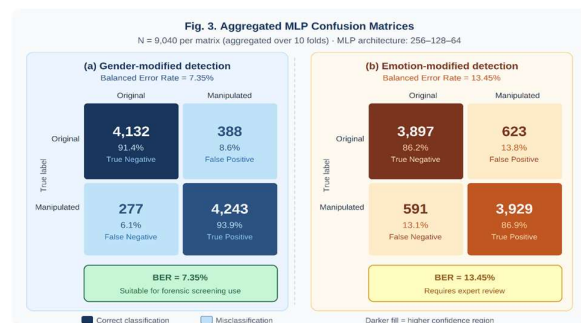 Fig. 3. Aggregated MLP Confusion Matrices
N = 9,040 per matrix (aggregated over 10 folds) · MLP architecture: 256–128–64
(a) Gender-modified detection
Balanced Error Rate = 7.35%
Original Manipulated
True label
Original
4,132
91.4%
True Negative
388
8.6%
False Positive
Manipulated
277
6.1%
False Negative
4,243
93.9%
True Positive
BER = 7.35%
Suitable for forensic screening use
(b) Emotion-modified detection
Balanced Error Rate = 13.45%
Original Manipulated
True label
Original
3,897
86.2%
True Negative
623
13.8%
False Positive
Manipulated
591
13.1%
False Negative
3,929
86.9%
True Positive
BER = 13.45%
Requires expert review
Correct classification Misclassification Darker fill = higher confidence region